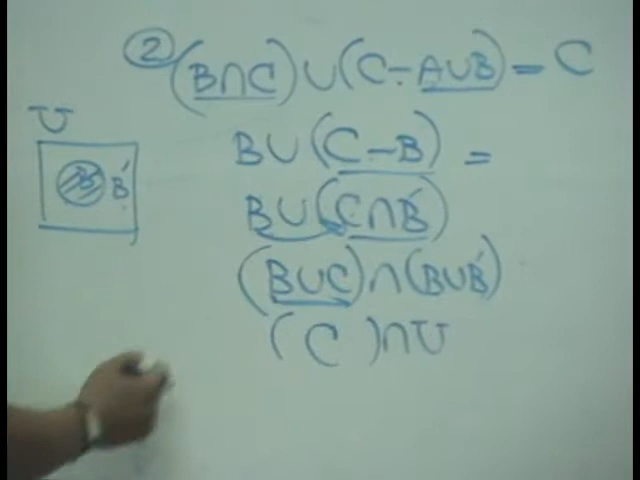 ② (B∩C)∪(C-A∪B)=C
B∪(C-B)=
B∪(C∩B′)
(B∪C)∩(B∪B′)
(C)∩U
U
B B′